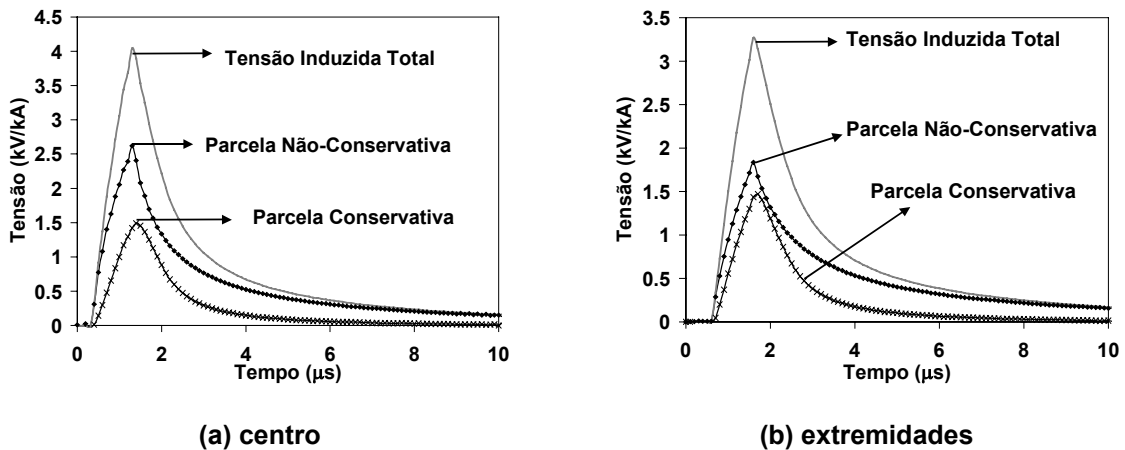 4.5
4
3.5
3
2.5
2
1.5
1
0.5
0
Tensão (kV/kA)
Tensão Induzida Total
Parcela Não-Conservativa
Parcela Conservativa
0 2 4 6 8 10
Tempo (μs)
(a) centro
3.5
3
2.5
2
1.5
1
0.5
0
Tensão (kV/kA)
Tensão Induzida Total
Parcela Não-Conservativa
Parcela Conservativa
0 2 4 6 8 10
Tempo (μs)
(b) extremidades